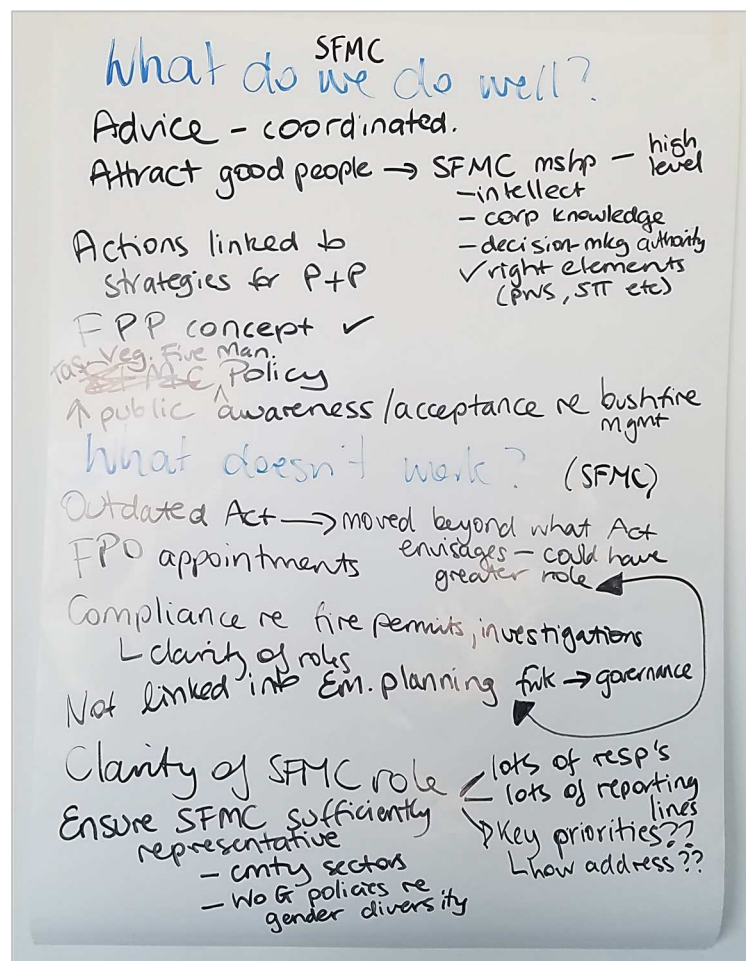 SFMC
What do we do well?
Advice - coordinated.
Attract good people → SFMC mshp - high level
- intellect
- corp knowledge
- decision-mkg authority
✓ right elements
(PWS, STT etc)
Actions linked to
strategies for P+P
FPP concept ✓
Tas. Veg. Fire Man.
Policy
↑ public ^ awareness/acceptance re bushfire
mgmt
What doesn't work? (SFMC)
Outdated Act → moved beyond what Act
envisages - could have
greater role
FPO appointments
Compliance re fire permits, investigations
└ clarity of roles
Not linked into Em. planning fwk → governance
Clarity of SFMC role
- lots of resp's
- lots of reporting
lines
→ Key priorities??
└ how address??
Ensure SFMC sufficiently
representative
- cmty sectors
- WoG policies re
gender diversity